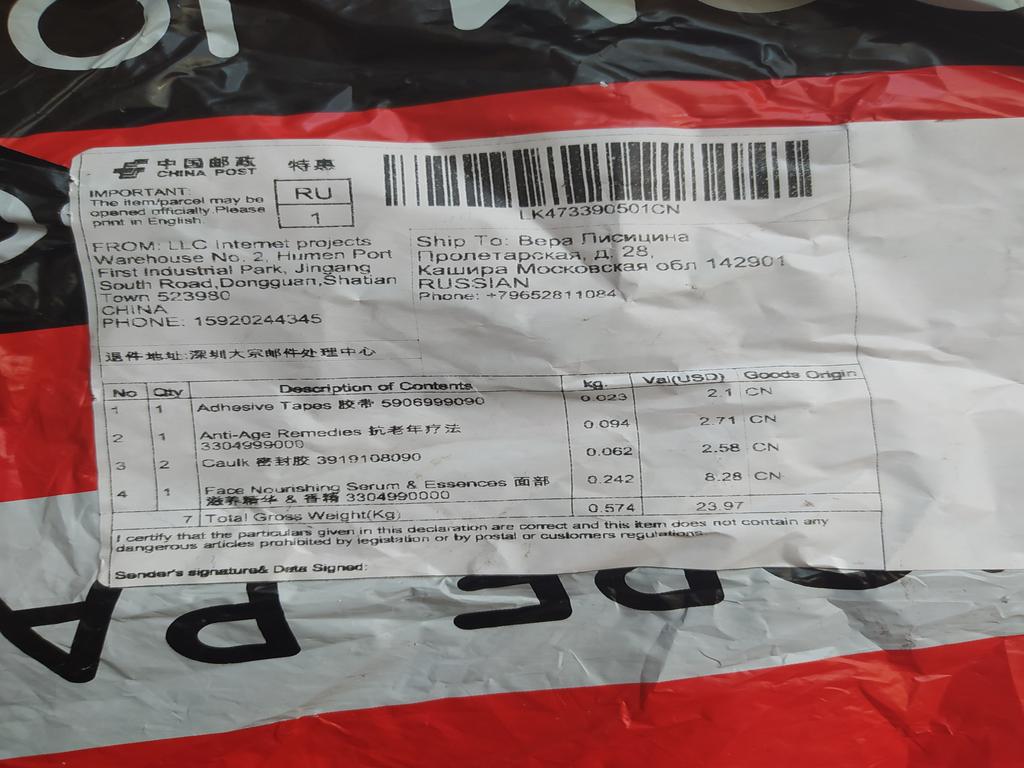 中国邮政
CHINA POST
特惠
IMPORTANT:
The item/parcel may be
opened officially.Please
print in English.
RU
1
LK473390501CN
FROM: LLC Internet projects
Warehouse No. 2, Humen Port
First Industrial Park, Jingang
South Road,Dongguan,Shatian
Town 523980
CHINA
PHONE: 15920244345
Ship To: Вера Лисицина
Пролетарская, д. 28,
Кашира Московская обл 142901
RUSSIAN
Phone: +79652811084
退件地址:深圳大宗邮件处理中心
No Qty Description of Contents kg. Val(USD) Goods Origin
1 1 Adhesive Tapes 胶带 5906999090 0.023 2.1 CN
2 1 Anti-Age Remedies 抗老年疗法 0.094 2.71 CN
3304999000
3 2 Caulk 密封胶 3919108090 0.062 2.58 CN
4 1 Face Nourishing Serum & Essences 面部 0.242 8.28 CN
滋养精华 & 香精 3304990000
7 Total Gross Weight(Kg) 0.574 23.97
I certify that the particulars given in this declaration are correct and this item does not contain any
dangerous articles prohibited by legistation or by postal or customers regulations.
Sender's signature& Data Signed: